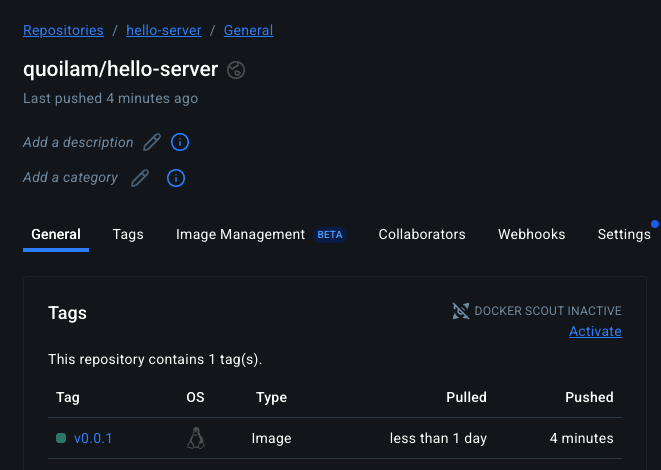 Repositories / hello-server / General
quoilam/hello-server
Last pushed 4 minutes ago
Add a description
Add a category
General Tags Image Management BETA Collaborators Webhooks Settings
Tags DOCKER SCOUT INACTIVE
Activate
This repository contains 1 tag(s).
Tag OS Type Pulled Pushed
v0.0.1 Image less than 1 day 4 minutes